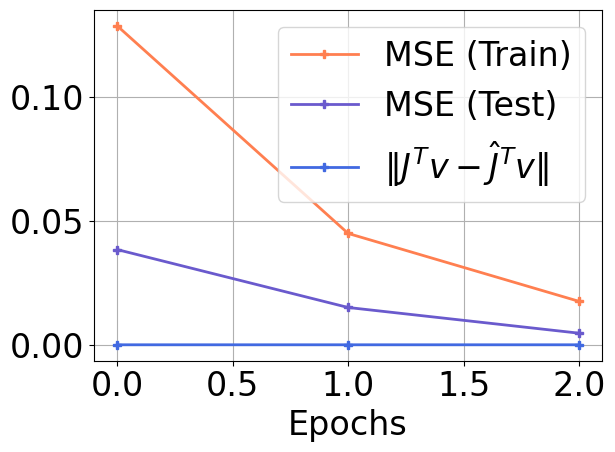 MSE (Train)
MSE (Test)
‖J^T v − Ĵ^T v‖
0.10
0.05
0.00
0.0 0.5 1.0 1.5 2.0
Epochs